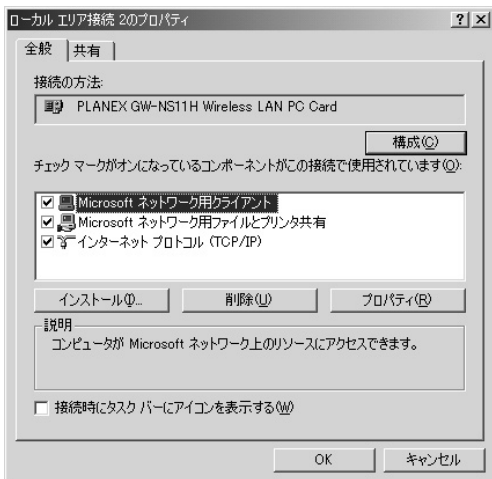 ローカル エリア接続 2のプロパティ
全般
共有
接続の方法:
PLANEX GW-NS11H Wireless LAN PC Card
構成(C)
チェック マークがオンになっているコンポーネントがこの接続で使用されています(O):
Microsoft ネットワーク用クライアント
Microsoft ネットワーク用ファイルとプリンタ共有
インターネット プロトコル (TCP/IP)
インストール(I)...
削除(U)
プロパティ(R)
説明
コンピュータが Microsoft ネットワーク上のリソースにアクセスできます。
接続時にタスク バーにアイコンを表示する(W)
OK
キャンセル